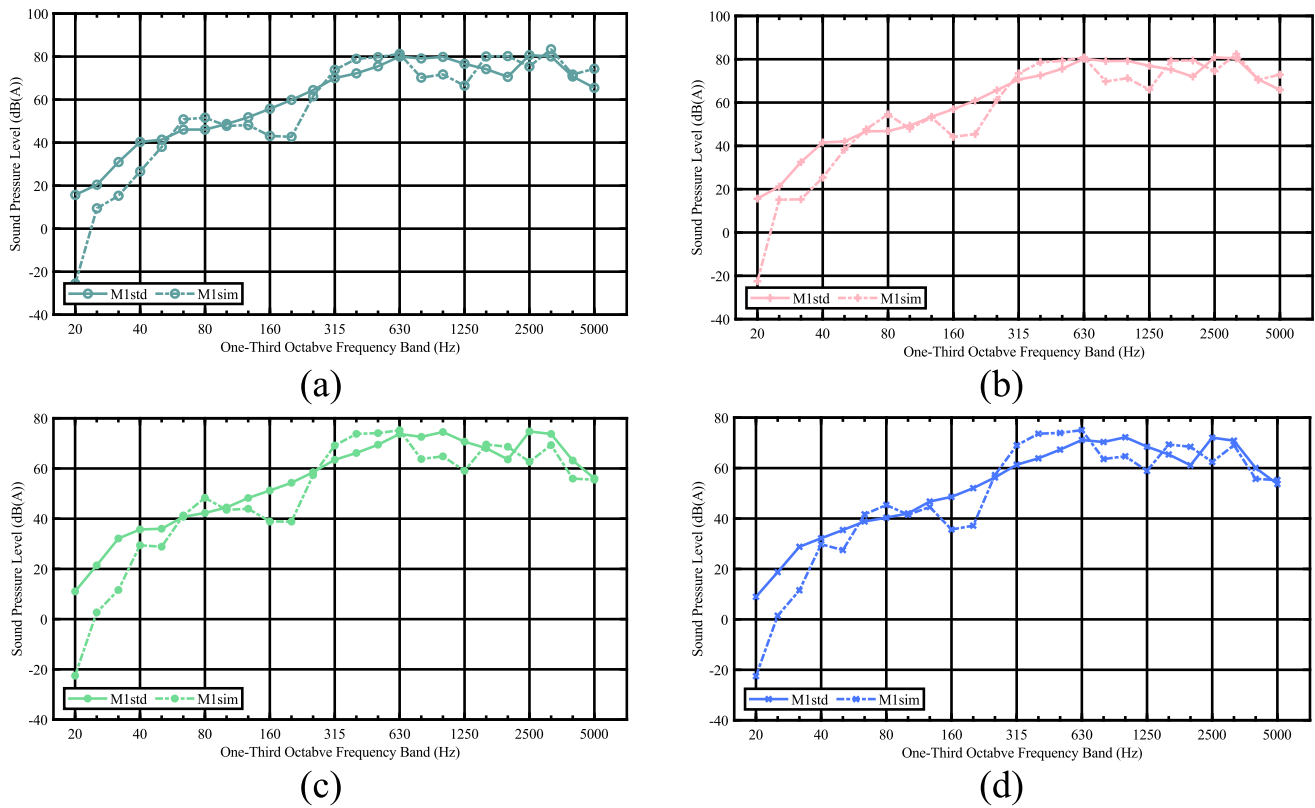 100
80
60
40
20
0
-20
-40
Sound Pressure Level (dB(A))
M1std M1sim
20 40 80 160 315 630 1250 2500 5000
One-Third Octabve Frequency Band (Hz)
(a)
100
80
60
40
20
0
-20
-40
Sound Pressure Level (dB(A))
M1std M1sim
20 40 80 160 315 630 1250 2500 5000
One-Third Octabve Frequency Band (Hz)
(b)
80
60
40
20
0
-20
-40
Sound Pressure Level (dB(A))
M1std M1sim
20 40 80 160 315 630 1250 2500 5000
One-Third Octabve Frequency Band (Hz)
(c)
80
60
40
20
0
-20
-40
Sound Pressure Level (dB(A))
M1std M1sim
20 40 80 160 315 630 1250 2500 5000
One-Third Octabve Frequency Band (Hz)
(d)